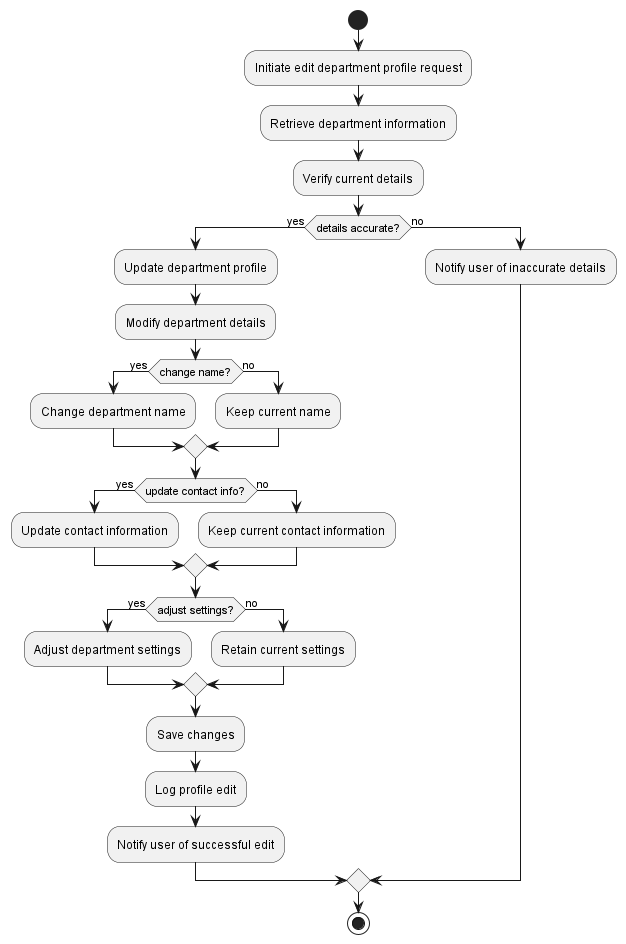 Initiate edit department profile request
Retrieve department information
Verify current details
yes
details accurate?
no
Update department profile
Notify user of inaccurate details
Modify department details
yes
change name?
no
Change department name
Keep current name
yes
update contact info?
no
Update contact information
Keep current contact information
yes
adjust settings?
no
Adjust department settings
Retain current settings
Save changes
Log profile edit
Notify user of successful edit